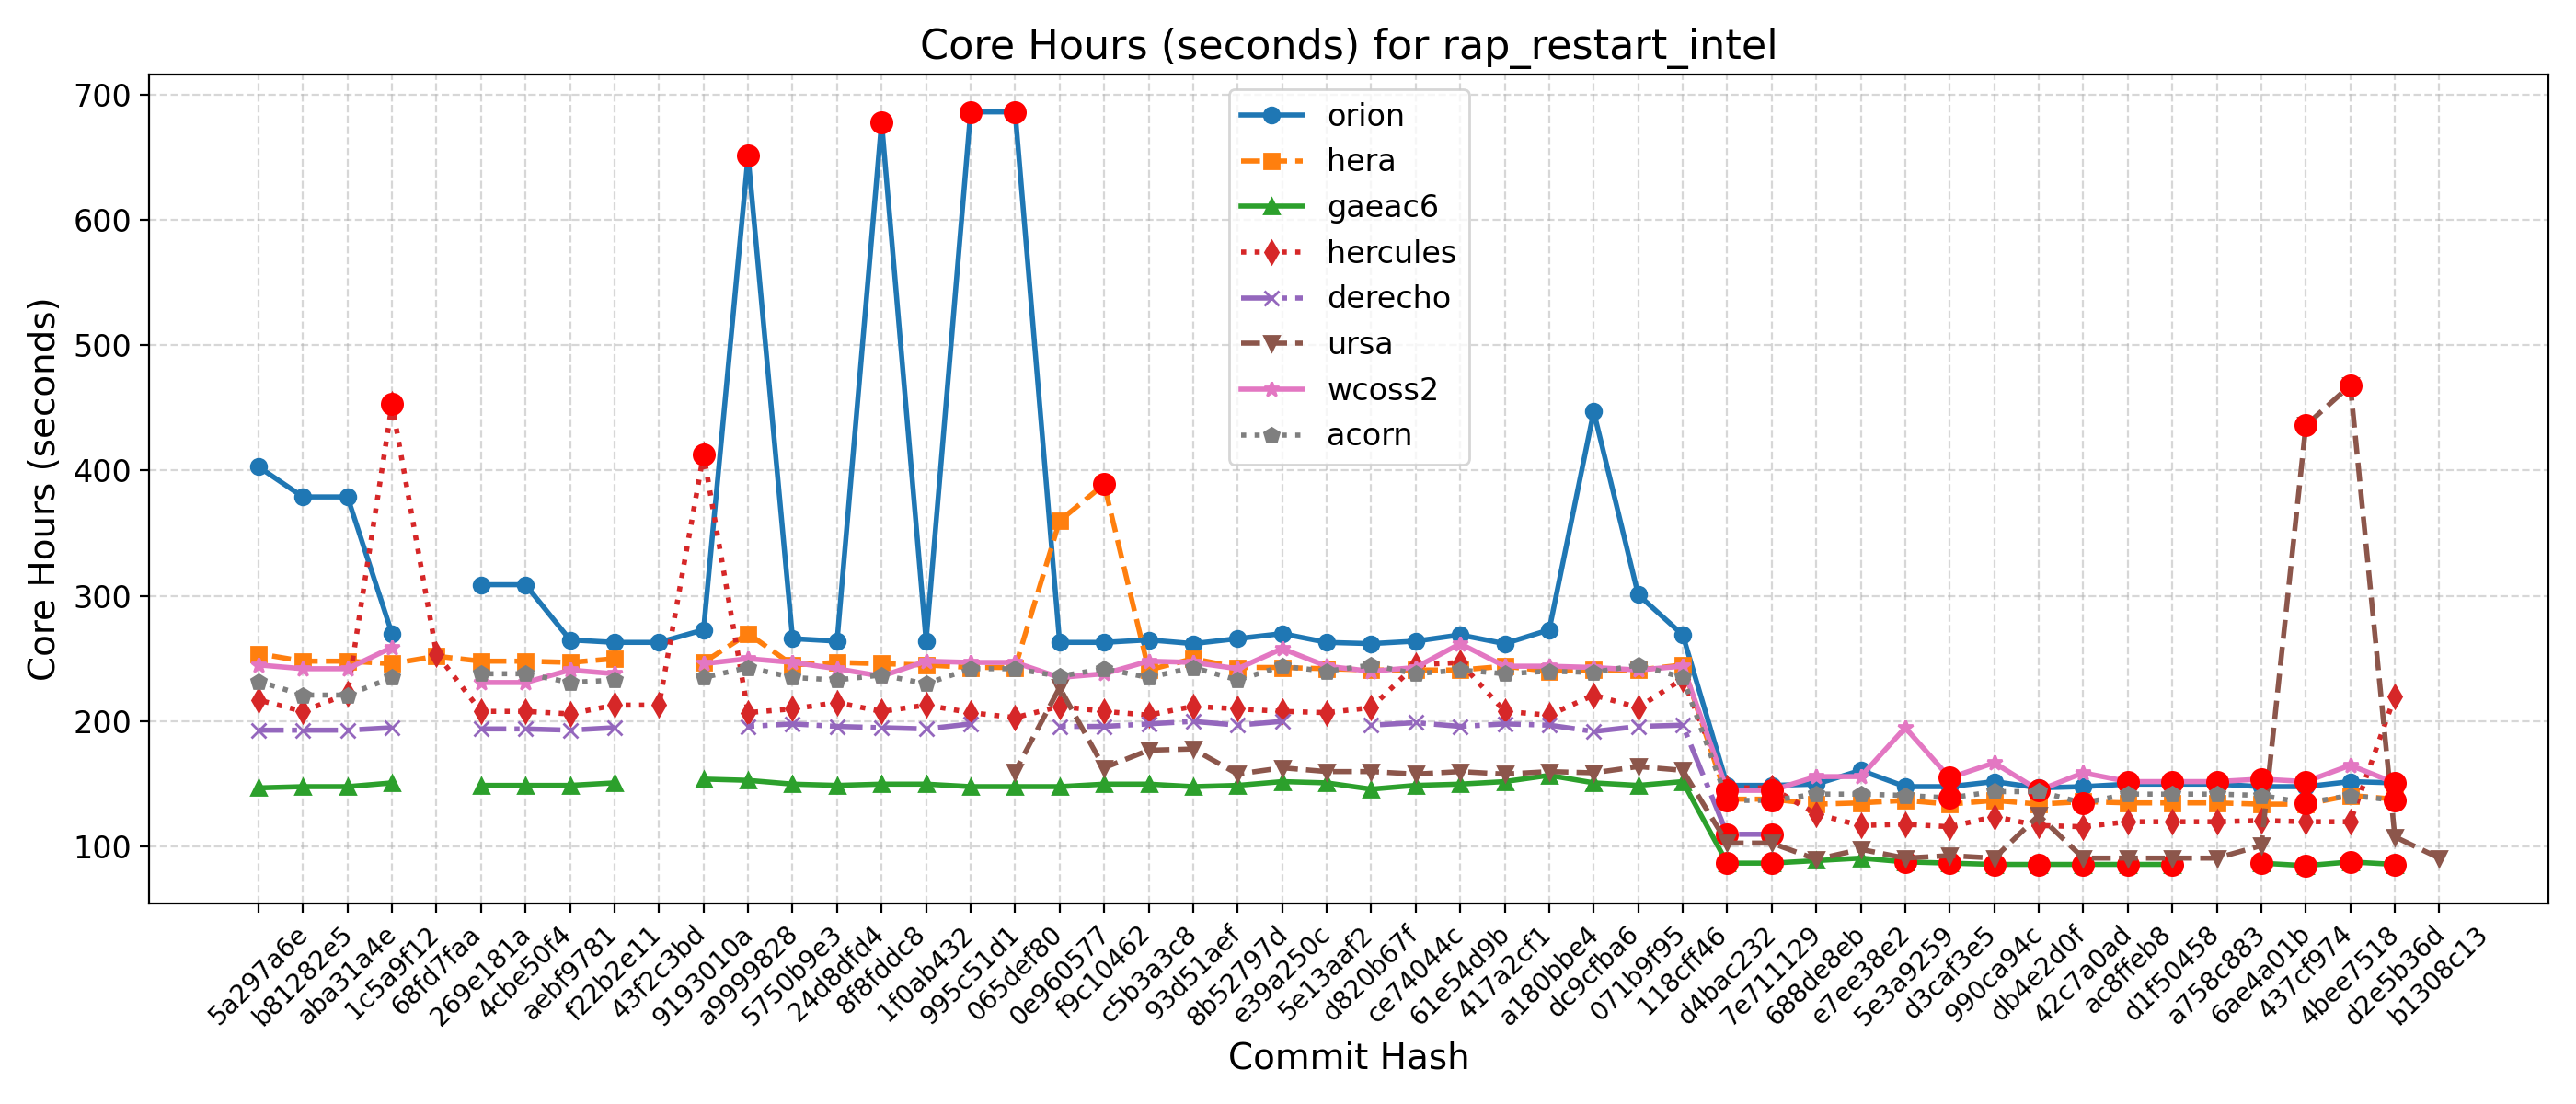 Core Hours (seconds) for rap_restart_intel
Core Hours (seconds)
700
600
500
400
300
200
100
orion
hera
gaeac6
hercules
derecho
ursa
wcoss2
acorn
5a297a6e
b81282e5
aba31a4e
1c5a9f12
68fd7faa
269e181a
4cbe50f4
aebf9781
f22b2e11
43f2c3bd
9193010a
a9999828
5750b9e3
24d8dfd4
8f8fddc8
1f0ab432
995c51d1
065def80
0e960577
f9c10462
c5b3a3c8
93d51aef
8b52797d
e39a250c
5e13aaf2
d820b67f
ce74044c
61e54d9b
417a2cf1
a180bbe4
dc9cfba6
071b9f95
118cff46
d4bac232
7e711129
688de8eb
e7ee38e2
5e3a9259
d3caf3e5
990ca94c
db4e2d0f
42c7a0ad
ac8ffeb8
d1f50458
a758c883
6ae4a01b
437cf974
4bee7518
d2e5b36d
b1308c13
Commit Hash